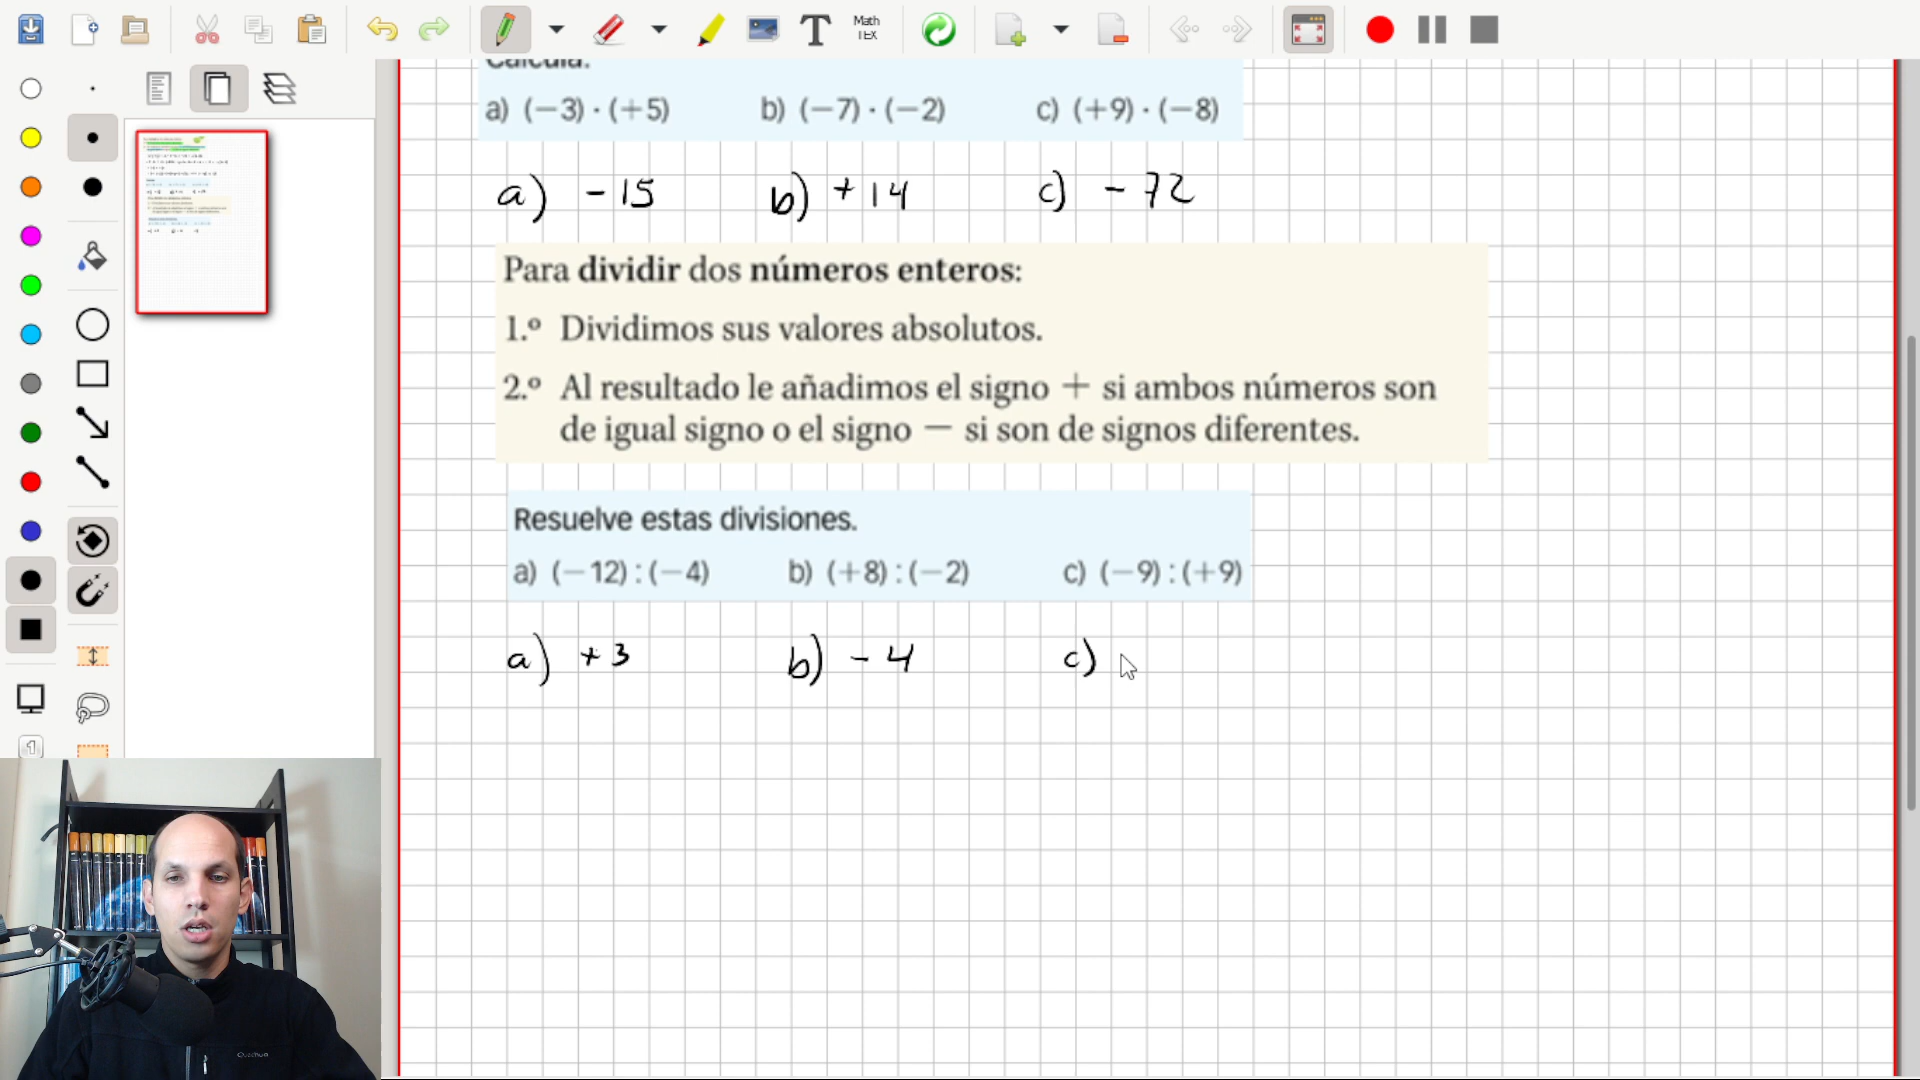 Math
TEX
Calcula.
a) (−3) · (+5) b) (−7) · (−2) c) (+9) · (−8)
a) -15 b) +14 c) -72
Para dividir dos números enteros:
1.º Dividimos sus valores absolutos.
2.º Al resultado le añadimos el signo + si ambos números son
de igual signo o el signo − si son de signos diferentes.
Resuelve estas divisiones.
a) (−12) : (−4) b) (+8) : (−2) c) (−9) : (+9)
a) +3 b) -4 c)
1
Quechua